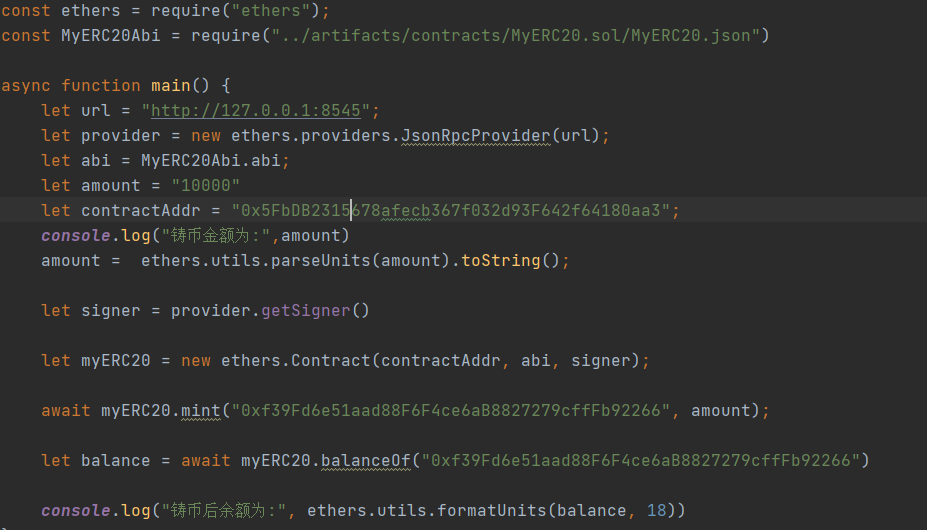 const ethers = require("ethers");
const MyERC20Abi = require("../artifacts/contracts/MyERC20.sol/MyERC20.json")
async function main() {
let url = "http://127.0.0.1:8545";
let provider = new ethers.providers.JsonRpcProvider(url);
let abi = MyERC20Abi.abi;
let amount = "10000"
let contractAddr = "0x5FbDB2315678afecb367f032d93F642f64180aa3";
console.log("铸币金额为:",amount)
amount =  ethers.utils.parseUnits(amount).toString();
let signer = provider.getSigner()
let myERC20 = new ethers.Contract(contractAddr, abi, signer);
await myERC20.mint("0xf39Fd6e51aad88F6F4ce6aB8827279cffFb92266", amount);
let balance = await myERC20.balanceOf("0xf39Fd6e51aad88F6F4ce6aB8827279cffFb92266")
console.log("铸币后余额为:", ethers.utils.formatUnits(balance, 18))